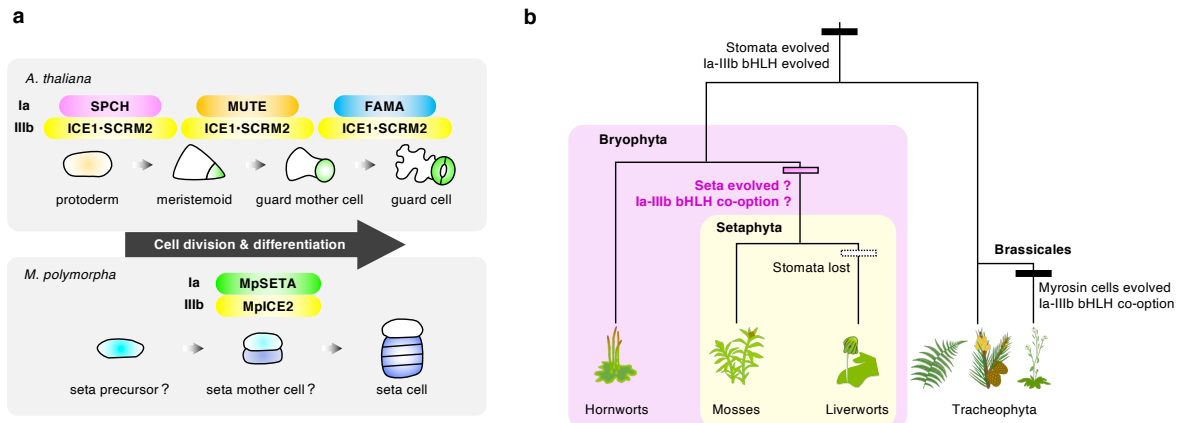 a
A. thaliana
Ia SPCH MUTE FAMA
IIIb ICE1•SCRM2 ICE1•SCRM2 ICE1•SCRM2
protoderm meristemoid guard mother cell guard cell
Cell division & differentiation
M. polymorpha
Ia MpSETA
IIIb MpICE2
seta precursor ? seta mother cell ? seta cell
b
Stomata evolved
Ia-IIIb bHLH evolved
Bryophyta
Seta evolved ?
Ia-IIIb bHLH co-option ?
Setaphyta
Stomata lost
Brassicales
Myrosin cells evolved
Ia-IIIb bHLH co-option
Hornworts Mosses Liverworts Tracheophyta